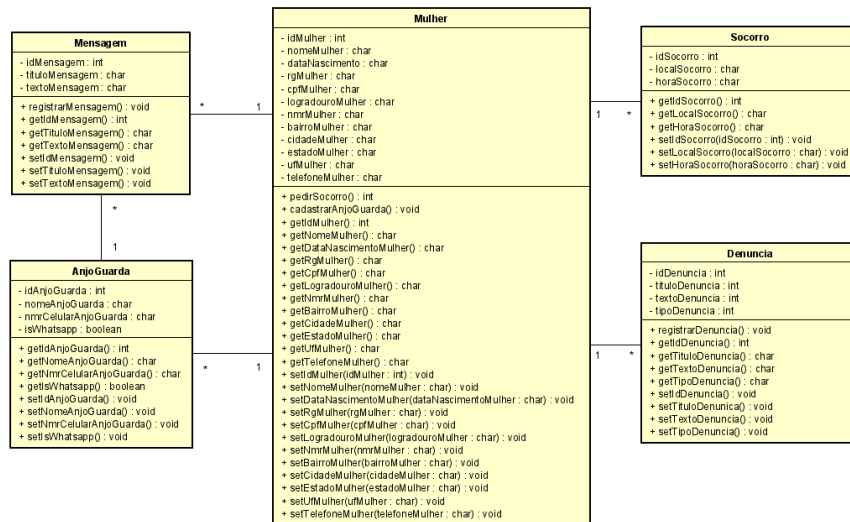 Mensagem
- idMensagem : int
- tituloMensagem : char
- textoMensagem : char
+ registrarMensagem() : void
+ getIdMensagem() : int
+ getTituloMensagem() : char
+ getTextoMensagem() : char
+ setIdMensagem() : void
+ setTituloMensagem() : void
+ setTextoMensagem() : void
*
1
*
1
AnjoGuarda
- idAnjoGuarda : int
- nomeAnjoGuarda : char
- nmrCelularAnjoGuarda : char
- isWhatsapp : boolean
+ getIdAnjoGuarda() : int
+ getNomeAnjoGuarda() : char
+ getNmrCelularAnjoGuarda() : char
+ getIsWhatsapp() : boolean
+ setIdAnjoGuarda() : void
+ setNomeAnjoGuarda() : void
+ setNmrCelularAnjoGuarda() : void
+ setIsWhatsapp() : void
*
1
Mulher
- idMulher : int
- nomeMulher : char
- dataNascimento : char
- rgMulher : char
- cpfMulher : char
- logradouroMulher : char
- nmrMulher : char
- bairroMulher : char
- cidadeMulher : char
- estadoMulher : char
- ufMulher : char
- telefoneMulher : char
+ pedirSocorro() : int
+ cadastrarAnjoGuarda() : void
+ getIdMulher() : int
+ getNomeMulher() : char
+ getDataNascimentoMulher() : char
+ getRgMulher() : char
+ getCpfMulher() : char
+ getLogradouroMulher() : char
+ getNmrMulher() : char
+ getBairroMulher() : char
+ getCidadeMulher() : char
+ getEstadoMulher() : char
+ getUfMulher() : char
+ getTelefoneMulher() : char
+ setIdMulher(idMulher : int) : void
+ setNomeMulher(nomeMulher : char) : void
+ setDataNascimentoMulher(dataNascimentoMulher : char) : void
+ setRgMulher(rgMulher : char) : void
+ setCpfMulher(cpfMulher : char) : void
+ setLogradouroMulher(logradouroMulher : char) : void
+ setNmrMulher(nmrMulher : char) : void
+ setBairroMulher(bairroMulher : char) : void
+ setCidadeMulher(cidadeMulher : char) : void
+ setEstadoMulher(estadoMulher : char) : void
+ setUfMulher(ufMulher : char) : void
+ setTelefoneMulher(telefoneMulher : char) : void
1
*
Socorro
- idSocorro : int
- localSocorro : char
- horaSocorro : char
+ getIdSocorro() : int
+ getLocalSocorro() : char
+ getHoraSocorro() : char
+ setIdSocorro(idSocorro : int) : void
+ setLocalSocorro(localSocorro : char) : void
+ setHoraSocorro(horaSocorro : char) : void
1
*
Denuncia
- idDenuncia : int
- tituloDenuncia : int
- textoDenuncia : int
- tipoDenuncia : int
+ registrarDenuncia() : void
+ getIdDenuncia() : int
+ getTituloDenuncia() : char
+ getTextoDenuncia() : char
+ getTipoDenuncia() : char
+ setIdDenuncia() : void
+ setTituloDenunica() : void
+ setTextoDenuncia() : void
+ setTipoDenuncia() : void